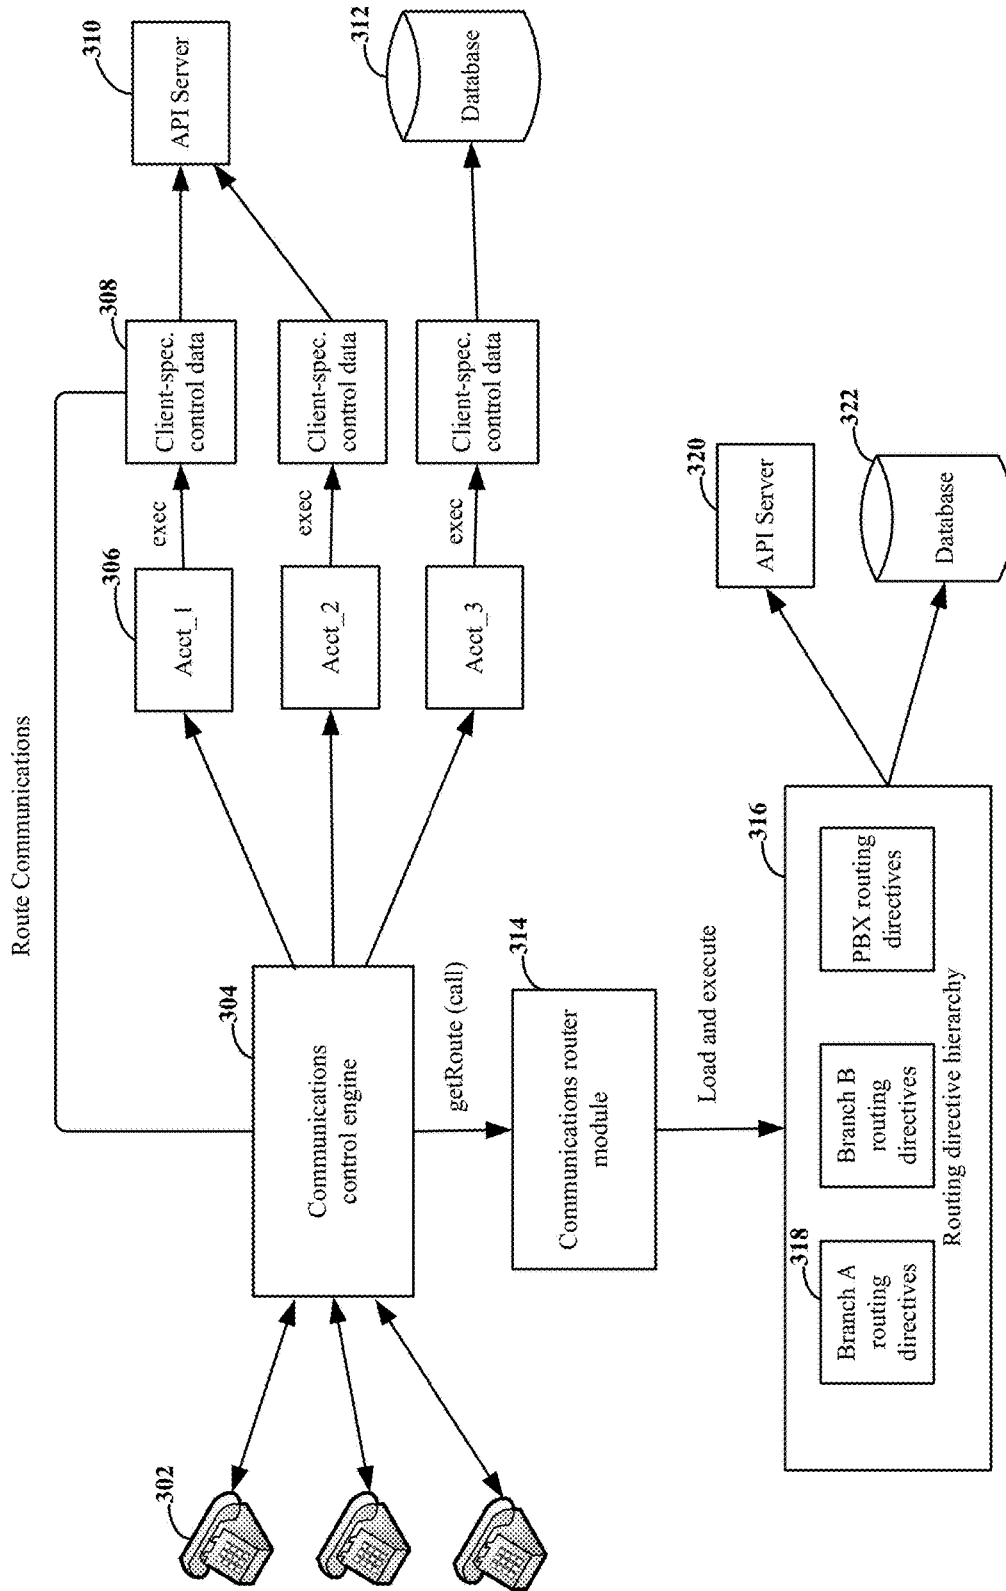 Route Communications
302
304
Communications
control engine
306
Acct_1
exec
308
Client-spec.
control data
310
API Server
Acct_2
exec
Client-spec.
control data
Acct_3
exec
Client-spec.
control data
312
Database
getRoute (call)
314
Communications router
module
Load and execute
316
318
Branch A
routing
directives
Branch B
routing
directives
PBX routing
directives
Routing directive hierarchy
320
API Server
322
Database